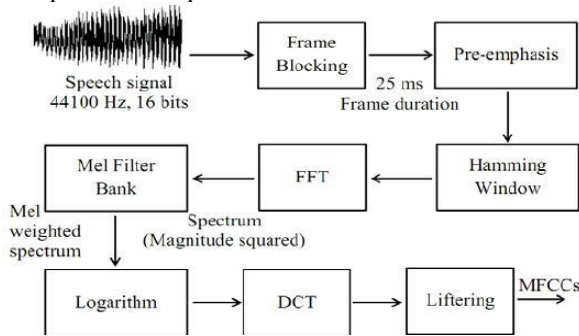 Speech signal
44100 Hz, 16 bits
Frame
Blocking
25 ms
Frame duration
Pre-emphasis
Hamming
Window
FFT
Spectrum
(Magnitude squared)
Mel Filter
Bank
Mel
weighted
spectrum
Logarithm
DCT
Liftering
MFCCs